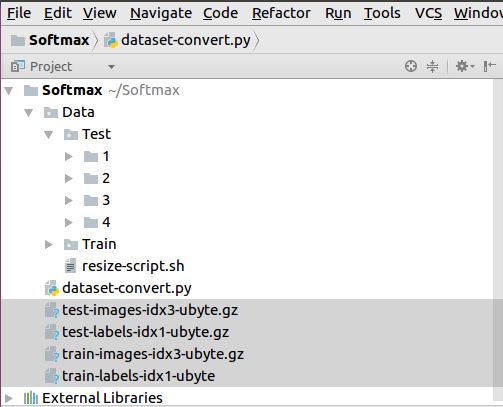 File Edit View Navigate Code Refactor Run Tools VCS Windo
Softmax dataset-convert.py
Project
Softmax ~/Softmax
Data
Test
1
2
3
4
Train
resize-script.sh
dataset-convert.py
test-images-idx3-ubyte.gz
test-labels-idx1-ubyte.gz
train-images-idx3-ubyte.gz
train-labels-idx1-ubyte
External Libraries